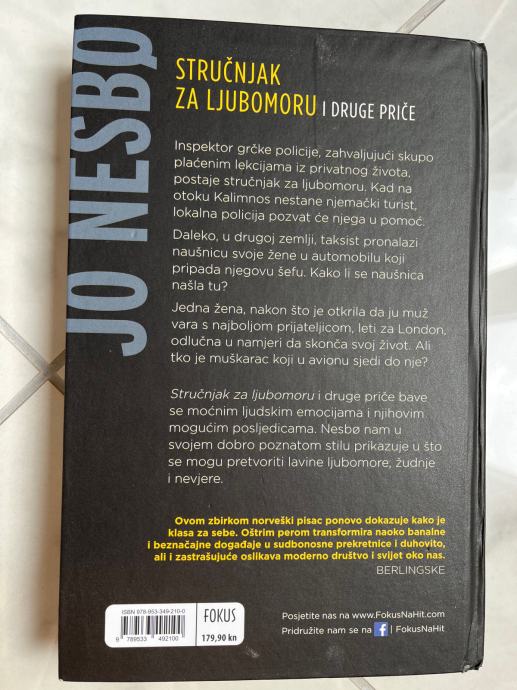 JO NESBØ
STRUČNJAK
ZA LJUBOMORU I DRUGE PRIČE
Inspektor grčke policije, zahvaljujući skupo
plaćenim lekcijama iz privatnog života,
postaje stručnjak za ljubomoru. Kad na
otoku Kalimnos nestane njemački turist,
lokalna policija pozvat će njega u pomoć.
Daleko, u drugoj zemlji, taksist pronalazi
naušnicu svoje žene u automobilu koji
pripada njegovu šefu. Kako li se naušnica
našla tu?
Jedna žena, nakon što je otkrila da ju muž
vara s najboljom prijateljicom, leti za London,
odlučna u namjeri da skonča svoj život. Ali
tko je muškarac koji u avionu sjedi do nje?
Stručnjak za ljubomoru i druge priče bave
se moćnim ljudskim emocijama i njihovim
mogućim posljedicama. Nesbø nam u
svojem dobro poznatom stilu prikazuje u što
se mogu pretvoriti lavine ljubomore, žudnje
i nevjere.
Ovom zbirkom norveški pisac ponovo dokazuje kako je
klasa za sebe. Oštrim perom transformira naoko banalne
i beznačajne događaje u sudbonosne prekretnice i duhovito,
ali i zastrašujuće oslikava moderno društvo i svijet oko nas.
BERLINGSKE
ISBN 978-953-349-210-0
9 789533 492100
FOKUS
179,90 kn
Posjetite nas na www.FokusNaHit.com
Pridružite nam se na f | FokusNaHit